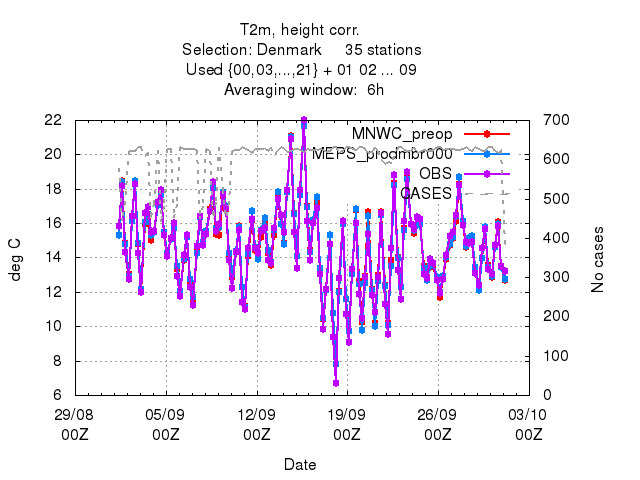 T2m, height corr.
Selection: Denmark 35 stations
Used {00,03,...,21} + 01 02 ... 09
Averaging window: 6h
22 700
MNWC_preop
20 600
MEPS_prodmbr000
18 OBS 500
CASES
16 400
14
12 300
10 200
8 100
6 0
deg C
No cases
29/08 05/09 12/09 19/09 26/09 03/10
00Z 00Z 00Z 00Z 00Z 00Z
Date